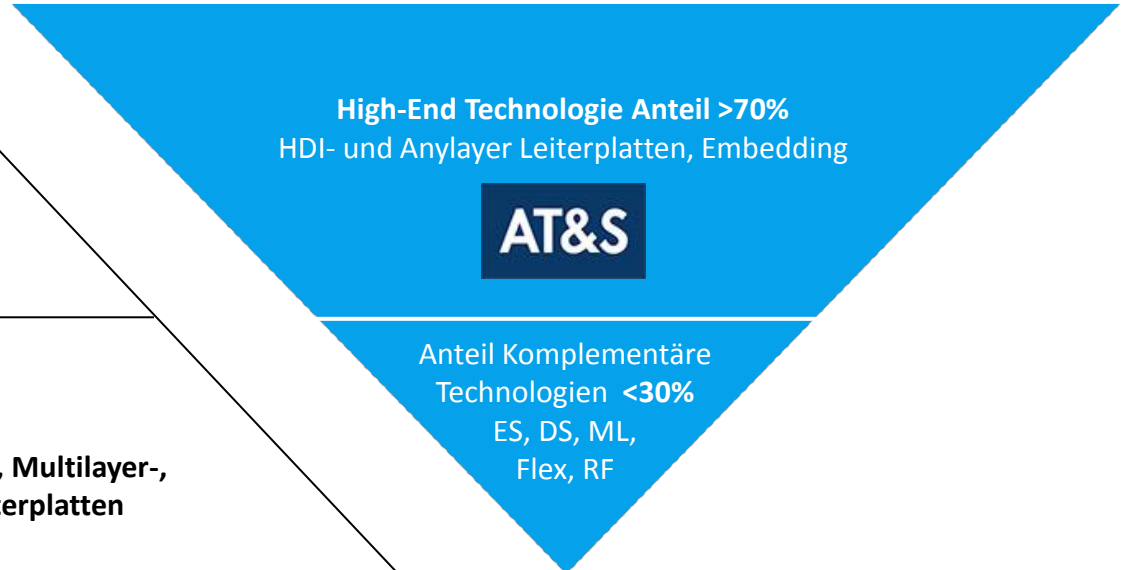 High-End Technologie Anteil >70%
HDI- und Anylayer Leiterplatten, Embedding
AT&S
Anteil Komplementäre
Technologien <30%
ES, DS, ML,
Flex, RF
, Multilayer-,
terplatten